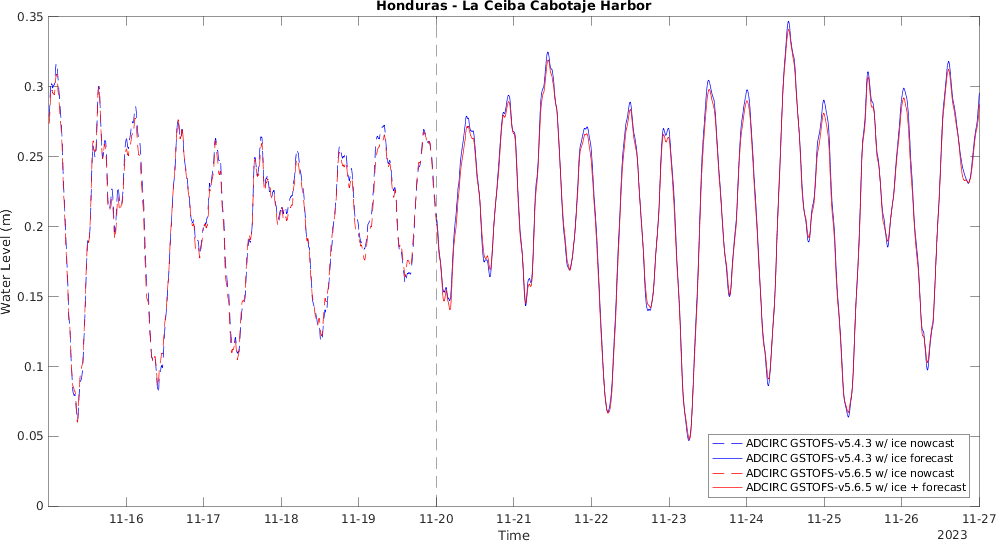 Honduras - La Ceiba Cabotaje Harbor
0.35
0.3
0.25
0.2
0.15
0.1
0.05
0
Water Level (m)
ADCIRC GSTOFS-v5.4.3 w/ ice nowcast
ADCIRC GSTOFS-v5.4.3 w/ ice forecast
ADCIRC GSTOFS-v5.6.5 w/ ice nowcast
ADCIRC GSTOFS-v5.6.5 w/ ice + forecast
11-16 11-17 11-18 11-19 11-20 11-21 11-22 11-23 11-24 11-25 11-26 11-27
Time 2023